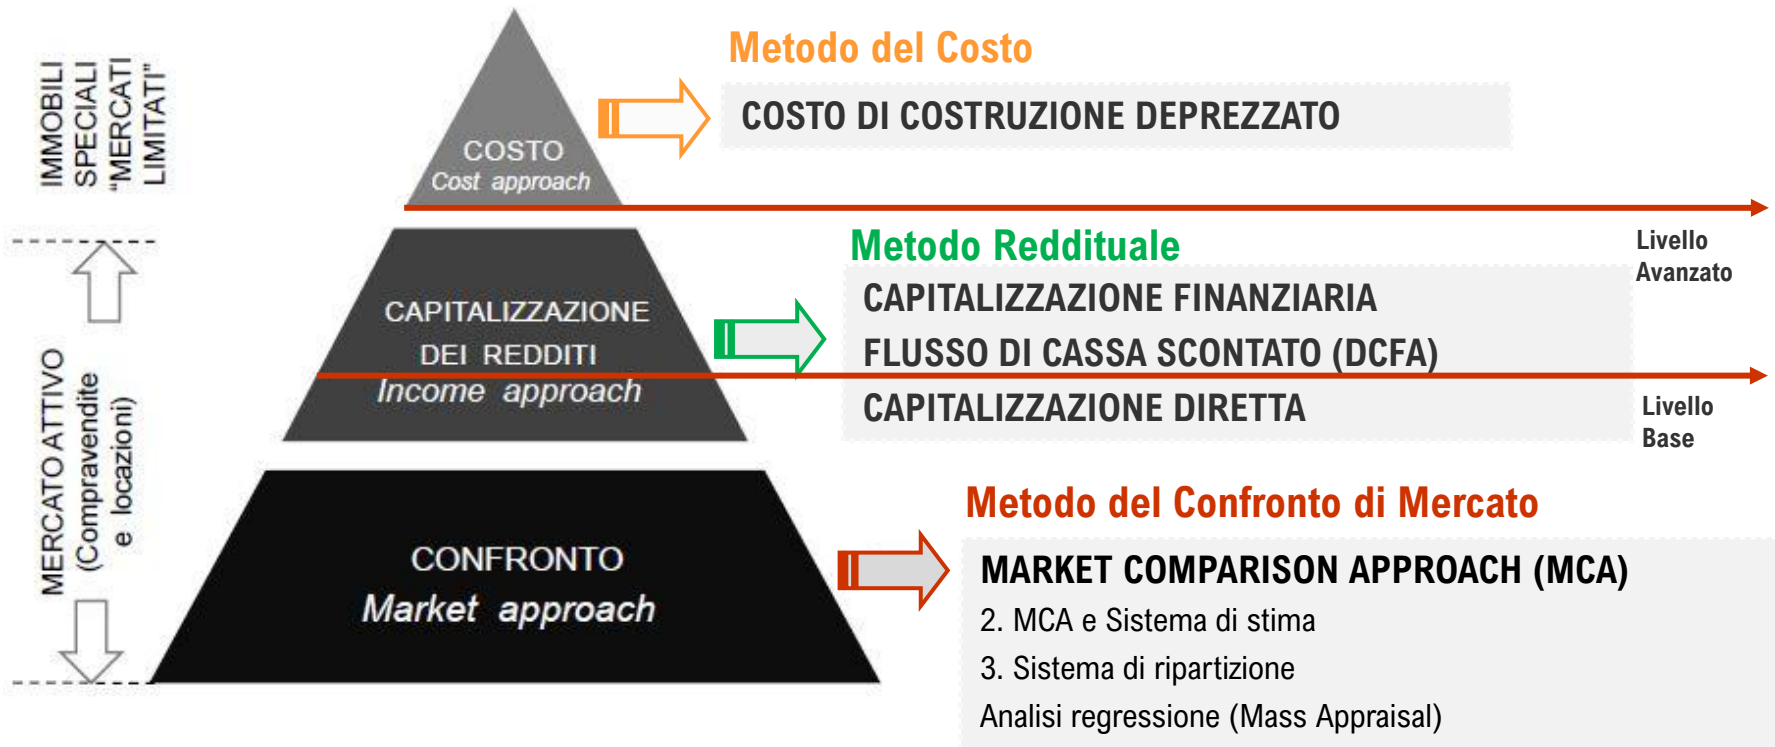 IMMOBILI
SPECIALI
“MERCATI
LIMITATI”
MERCATO ATTIVO
(Compravendite
e locazioni)
COSTO
Cost approach
CAPITALIZZAZIONE
DEI REDDITI
Income approach
CONFRONTO
Market approach
Metodo del Costo
COSTO DI COSTRUZIONE DEPREZZATO
Livello
Avanzato
Metodo Reddituale
CAPITALIZZAZIONE FINANZIARIA
FLUSSO DI CASSA SCONTATO (DCFA)
CAPITALIZZAZIONE DIRETTA
Livello
Base
Metodo del Confronto di Mercato
MARKET COMPARISON APPROACH (MCA)
2. MCA e Sistema di stima
3. Sistema di ripartizione
Analisi regressione (Mass Appraisal)